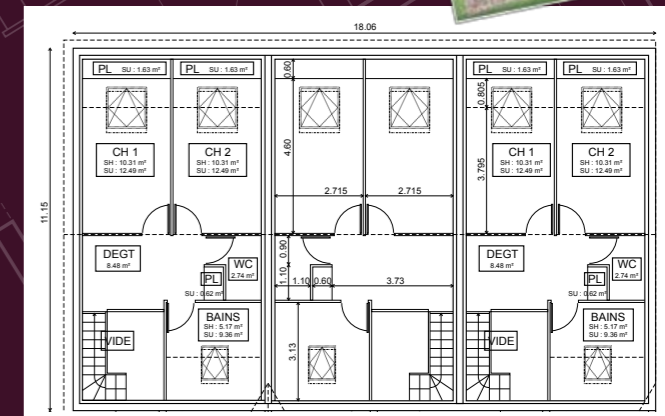 18.06
11.15
PL SU : 1.63 m²
PL SU : 1.63 m²
0.60
PL SU : 1.63 m²
PL SU : 1.63 m²
0.805
CH 1
SH : 10.31 m²
SU : 12.49 m²
CH 2
SH : 10.31 m²
SU : 12.49 m²
4.60
3.795
CH 1
SH : 10.31 m²
SU : 12.49 m²
CH 2
SH : 10.31 m²
SU : 12.49 m²
2.715
2.715
DEGT
8.48 m²
WC
2.74 m²
PL
SU : 0.62 m²
0.90
1.10
1.10
0.60
3.73
DEGT
8.48 m²
WC
2.74 m²
PL
SU : 0.62 m²
BAINS
SH : 5.17 m²
SU : 9.36 m²
VIDE
3.13
BAINS
SH : 5.17 m²
SU : 9.36 m²
VIDE